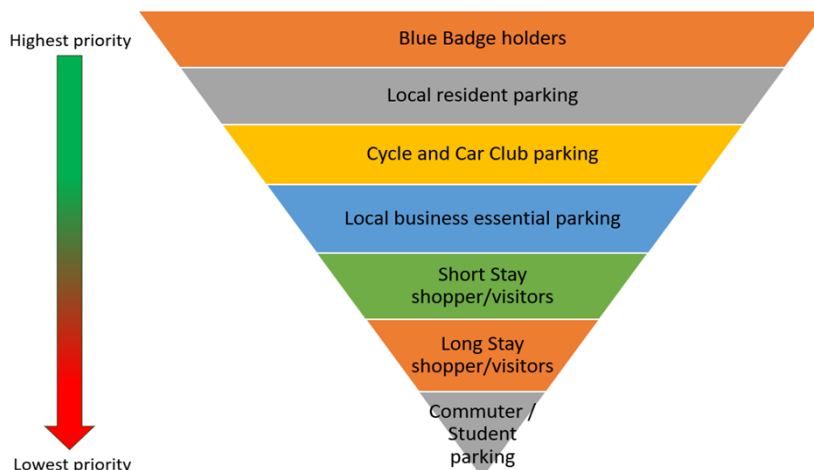 Highest priority
Blue Badge holders
Local resident parking
Cycle and Car Club parking
Local business essential parking
Short Stay
shopper/visitors
Long Stay
shopper/visitors
Commuter /
Student
parking
Lowest priority